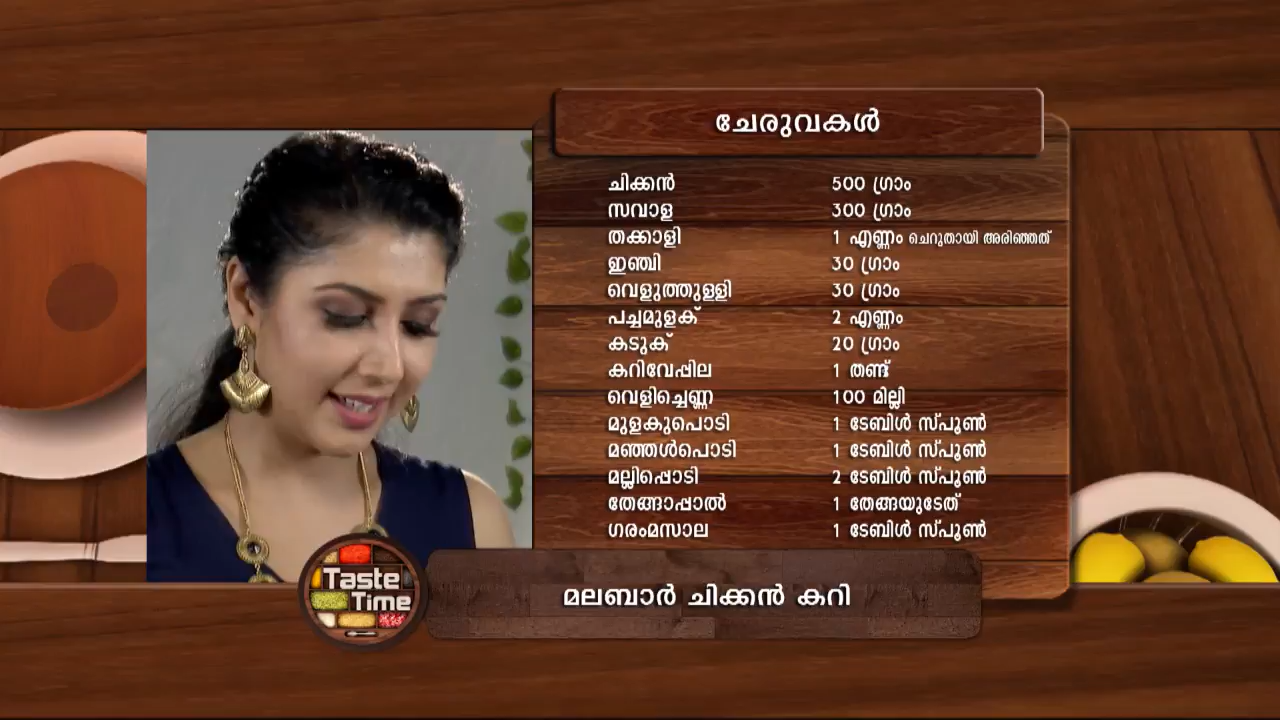 ചേരുവകൾ
ചിക്കൻ 500 ഗ്രാം
സവാള 300 ഗ്രാം
തക്കാളി 1 എണ്ണം ചെറുതായി അരിഞ്ഞത്
ഇഞ്ചി 30 ഗ്രാം
വെളുത്തുള്ളി 30 ഗ്രാം
പച്ചമുളക് 2 എണ്ണം
കടുക് 20 ഗ്രാം
കറിവേപ്പില 1 തണ്ട്
വെളിച്ചെണ്ണ 100 മില്ലി
മുളകുപൊടി 1 ടേബിൾ സ്പൂൺ
മഞ്ഞൾപൊടി 1 ടേബിൾ സ്പൂൺ
മല്ലിപ്പൊടി 2 ടേബിൾ സ്പൂൺ
തേങ്ങാപ്പാൽ 1 തേങ്ങയുടേത്
ഗരംമസാല 1 ടേബിൾ സ്പൂൺ
Taste
Time
മലബാർ ചിക്കൻ കറി